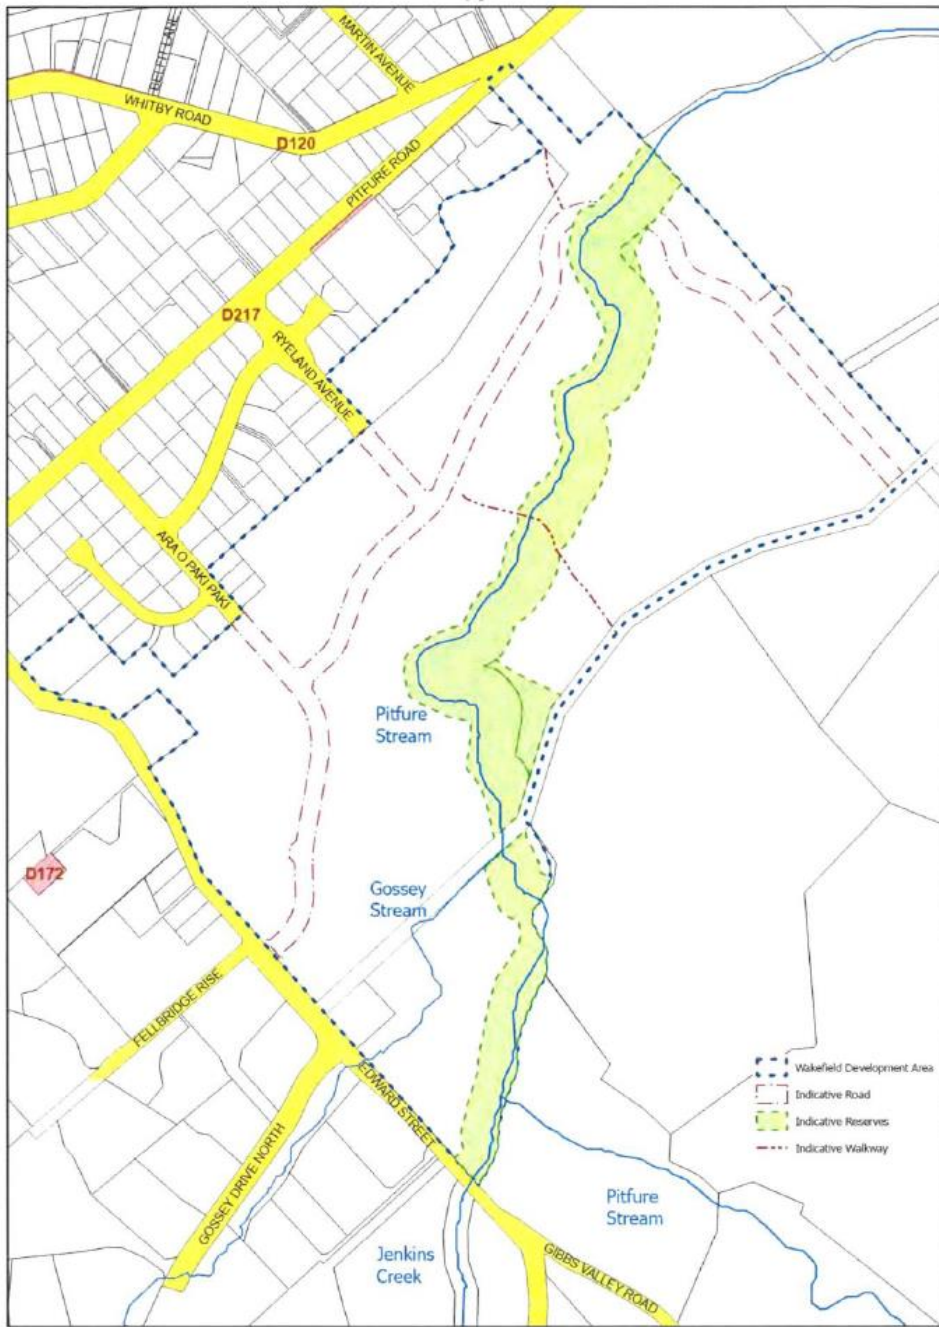 BELFIT LANE
MARTIN AVENUE
WHITBY ROAD
D120
PITFURE ROAD
D217
RYELAND AVENUE
ARA O PAKI PAKI
Pitfure
Stream
D172
Gossey
Stream
FELLBRIDGE RISE
EDWARD STREET
GOSSEY DRIVE NORTH
Wakefield Development Area
Indicative Road
Indicative Reserves
Indicative Walkway
Pitfure
Stream
Jenkins
Creek
GIBBS VALLEY ROAD